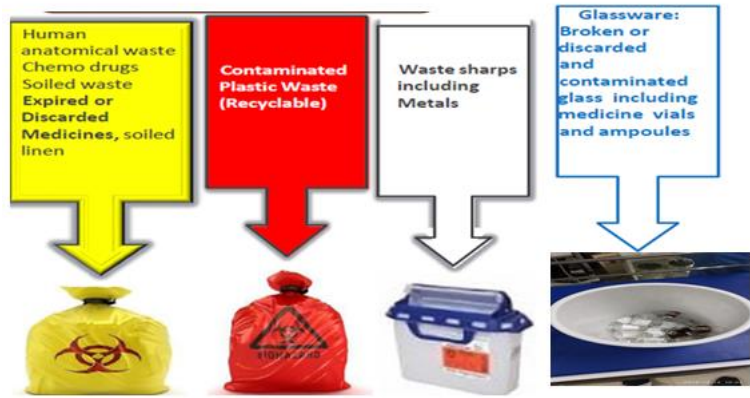 Human
anatomical waste
Chemo drugs
Soiled waste
Expired or
Discarded
Medicines, soiled
linen
Contaminated
Plastic Waste
(Recyclable)
Waste sharps
including
Metals
Glassware:
Broken or
discarded
and
contaminated
glass including
medicine vials
and ampoules
BIOHAZARD